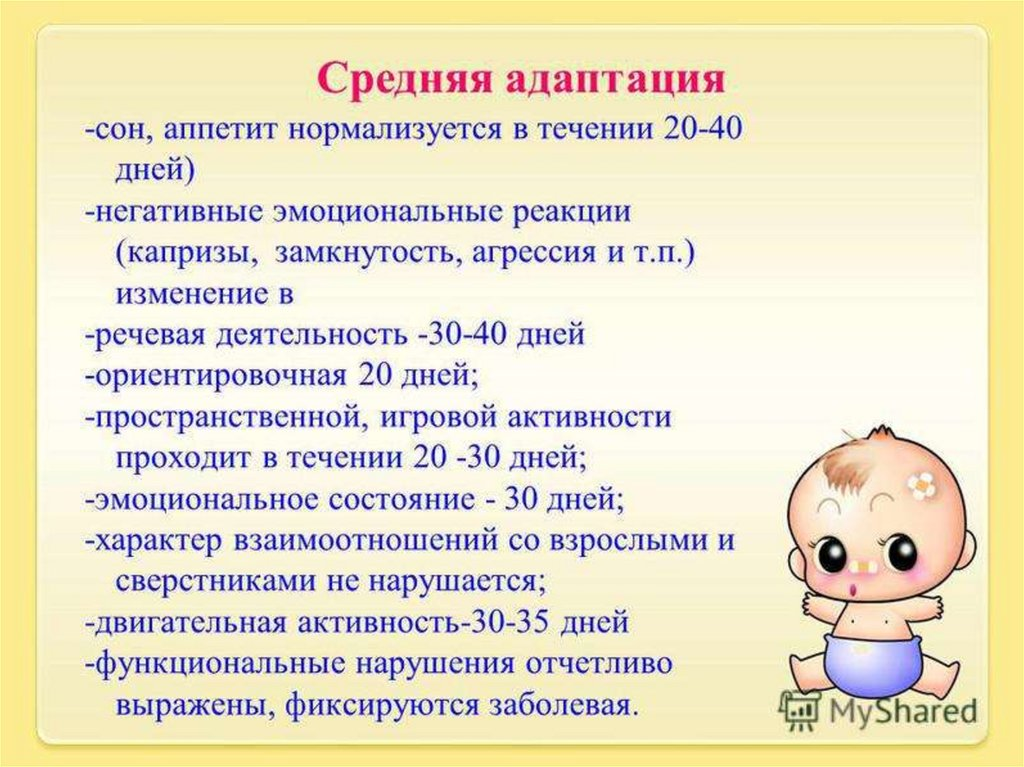 Средняя адаптация
-сон, аппетит нормализуется в течении 20-40
дней)
-негативные эмоциональные реакции
(капризы, замкнутость, агрессия и т.п.)
изменение в
-речевая деятельность -30-40 дней
-ориентировочная 20 дней;
-пространственной, игровой активности
проходит в течении 20 -30 дней;
-эмоциональное состояние - 30 дней;
-характер взаимоотношений со взрослыми и
сверстниками не нарушается;
-двигательная активность-30-35 дней
-функциональные нарушения отчетливо
выражены, фиксируются заболевая.
MyShared